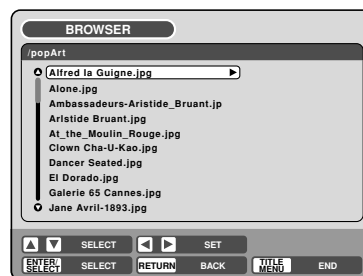 BROWSER
/popArt
Alfred la Guigne.jpg
Alone.jpg
Ambassadeurs-Aristide_Bruant.jp
Arlstide Bruant.jpg
At_the_Moulin_Rouge.jpg
Clown Cha-U-Kao.jpg
Dancer Seated.jpg
El Dorado.jpg
Galerie 65 Cannes.jpg
Jane Avril-1893.jpg
SELECT SET
ENTER/ SELECT SELECT RETURN BACK TITLE MENU END